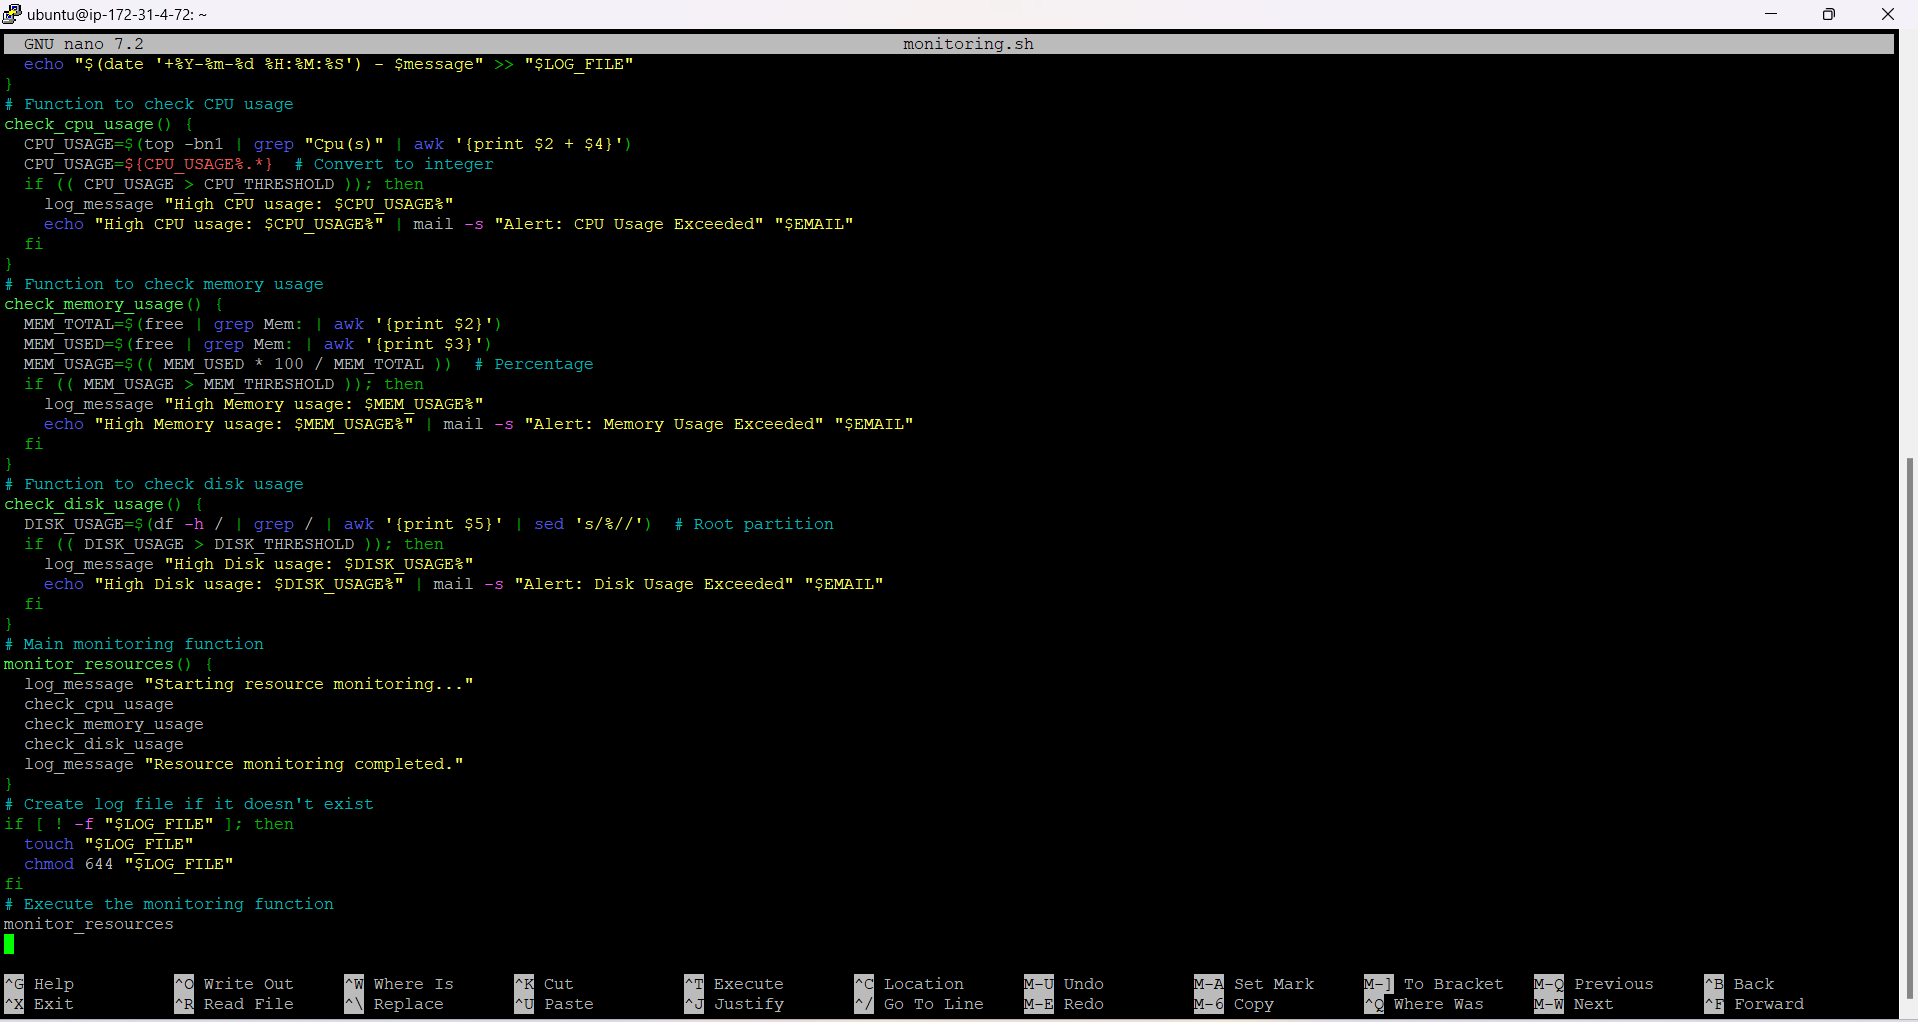 ubuntu@ip-172-31-4-72: ~
GNU nano 7.2 monitoring.sh
  echo "$(date '+%Y-%m-%d %H:%M:%S') - $message" >> "$LOG_FILE"
}
# Function to check CPU usage
check_cpu_usage() {
  CPU_USAGE=$(top -bn1 | grep "Cpu(s)" | awk '{print $2 + $4}')
  CPU_USAGE=${CPU_USAGE%.*}  # Convert to integer
  if (( CPU_USAGE > CPU_THRESHOLD )); then
    log_message "High CPU usage: $CPU_USAGE%"
    echo "High CPU usage: $CPU_USAGE%" | mail -s "Alert: CPU Usage Exceeded" "$EMAIL"
  fi
}
# Function to check memory usage
check_memory_usage() {
  MEM_TOTAL=$(free | grep Mem: | awk '{print $2}')
  MEM_USED=$(free | grep Mem: | awk '{print $3}')
  MEM_USAGE=$(( MEM_USED * 100 / MEM_TOTAL ))  # Percentage
  if (( MEM_USAGE > MEM_THRESHOLD )); then
    log_message "High Memory usage: $MEM_USAGE%"
    echo "High Memory usage: $MEM_USAGE%" | mail -s "Alert: Memory Usage Exceeded" "$EMAIL"
  fi
}
# Function to check disk usage
check_disk_usage() {
  DISK_USAGE=$(df -h / | grep / | awk '{print $5}' | sed 's/%//')  # Root partition
  if (( DISK_USAGE > DISK_THRESHOLD )); then
    log_message "High Disk usage: $DISK_USAGE%"
    echo "High Disk usage: $DISK_USAGE%" | mail -s "Alert: Disk Usage Exceeded" "$EMAIL"
  fi
}
# Main monitoring function
monitor_resources() {
  log_message "Starting resource monitoring..."
  check_cpu_usage
  check_memory_usage
  check_disk_usage
  log_message "Resource monitoring completed."
}
# Create log file if it doesn't exist
if [ ! -f "$LOG_FILE" ]; then
  touch "$LOG_FILE"
  chmod 644 "$LOG_FILE"
fi
# Execute the monitoring function
monitor_resources
^G Help ^O Write Out ^W Where Is ^K Cut ^T Execute ^C Location M-U Undo M-A Set Mark M-] To Bracket M-Q Previous ^B Back
^X Exit ^R Read File ^\ Replace ^U Paste ^J Justify ^/ Go To Line M-E Redo M-6 Copy ^Q Where Was M-W Next ^F Forward